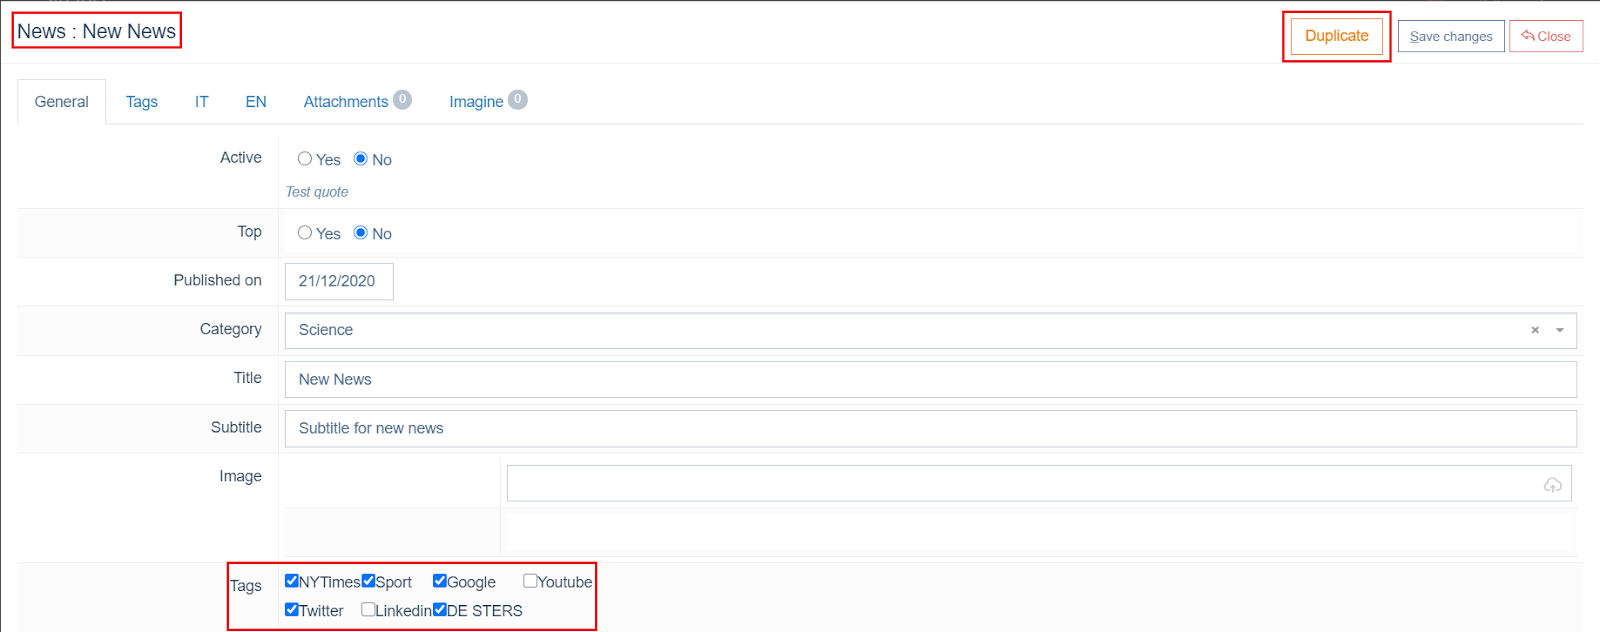 News : New News
Duplicate Save changes Close
General Tags IT EN Attachments 0 Imagine 0
Active Yes No
Test quote
Top Yes No
Published on 21/12/2020
Category Science × 
Title New News
Subtitle Subtitle for new news
Image
Tags NYTimes Sport Google Youtube
Twitter Linkedin DE STERS